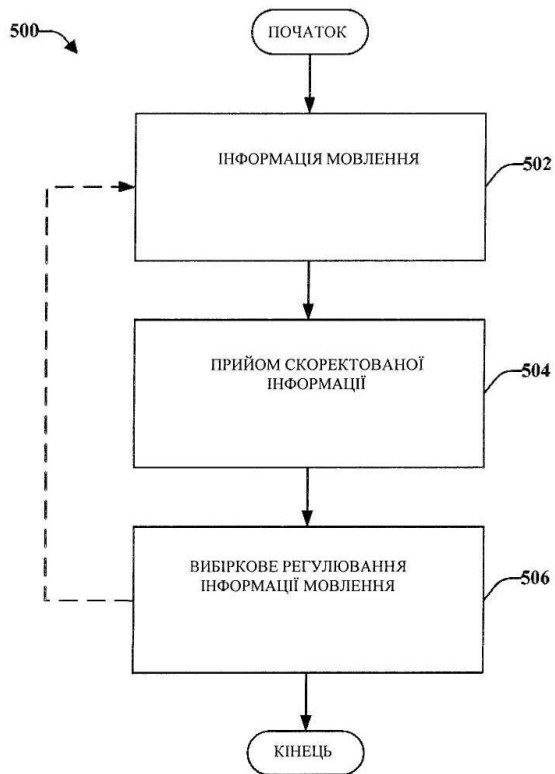 500
ПОЧАТОК
ІНФОРМАЦІЯ МОВЛЕННЯ
502
ПРИЙОМ СКОРЕКТОВАНОЇ
ІНФОРМАЦІЇ
504
ВИБІРКОВЕ РЕГУЛЮВАННЯ
ІНФОРМАЦІЇ МОВЛЕННЯ
506
КІНЕЦЬ